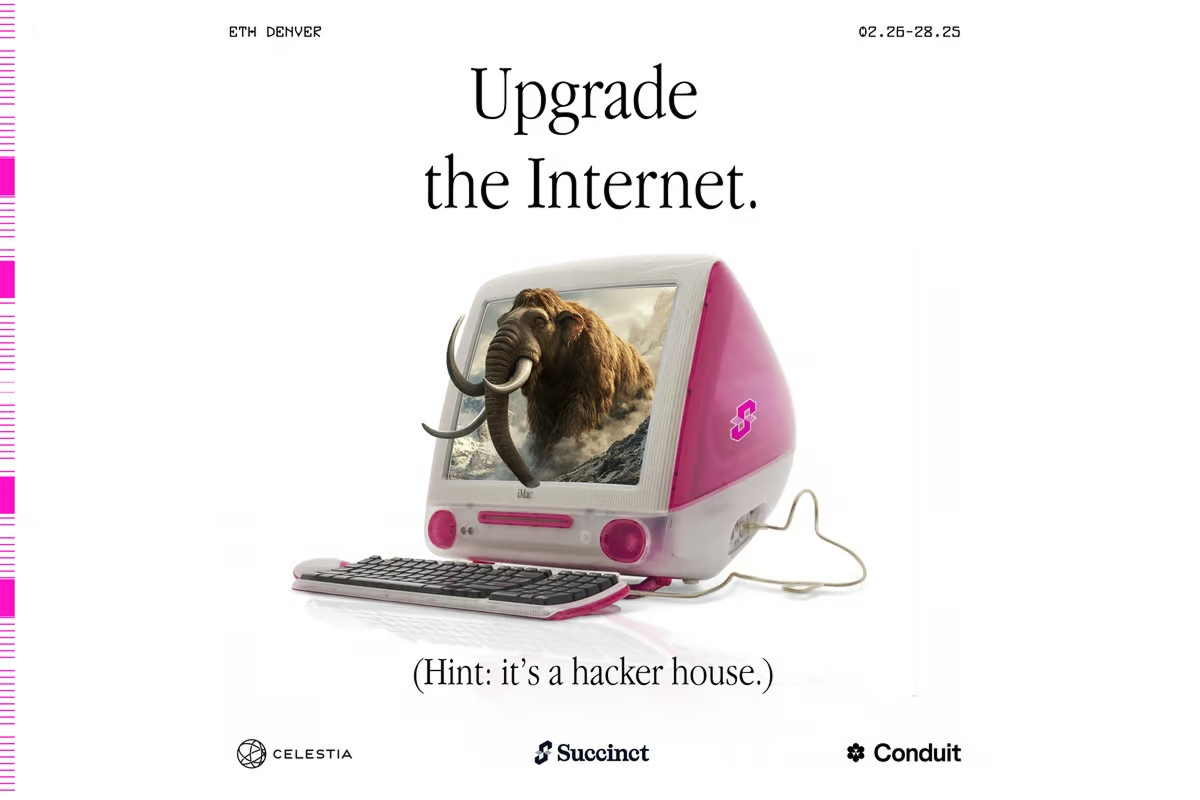 ETH DENVER
02.26-28.25
Upgrade
the Internet.
iMac
(Hint: it’s a hacker house.)
CELESTIA
Succinct
Conduit